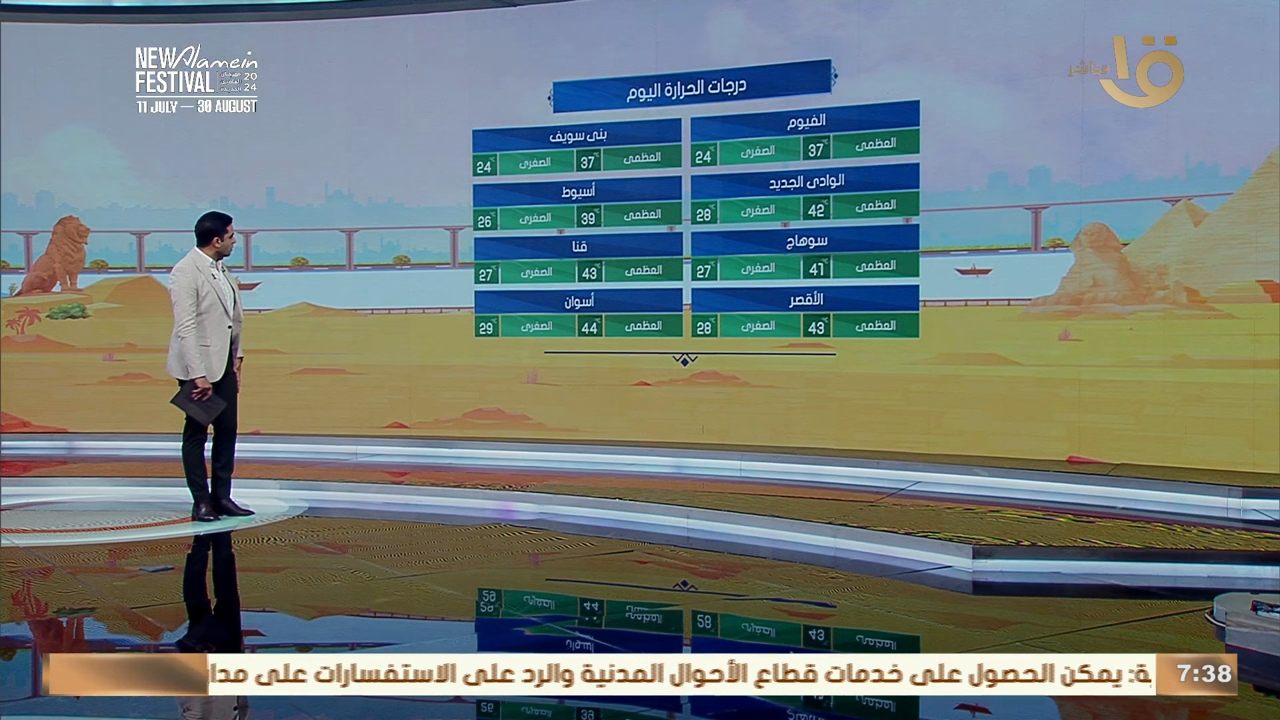 NEW Alamein
FESTIVAL 2024
11 JULY — 30 AUGUST
درجات الحرارة اليوم
الفيوم
العظمى 37 الصغرى 24
بنى سويف
العظمى 37 الصغرى 24
الوادى الجديد
العظمى 42 الصغرى 28
أسيوط
العظمى 39 الصغرى 26
سوهاج
العظمى 41 الصغرى 27
قنا
العظمى 43 الصغرى 27
الأقصر
العظمى 43 الصغرى 28
أسوان
العظمى 44 الصغرى 29
7:38
ة: يمكن الحصول على خدمات قطاع الأحوال المدنية والرد على الاستفسارات على مدار